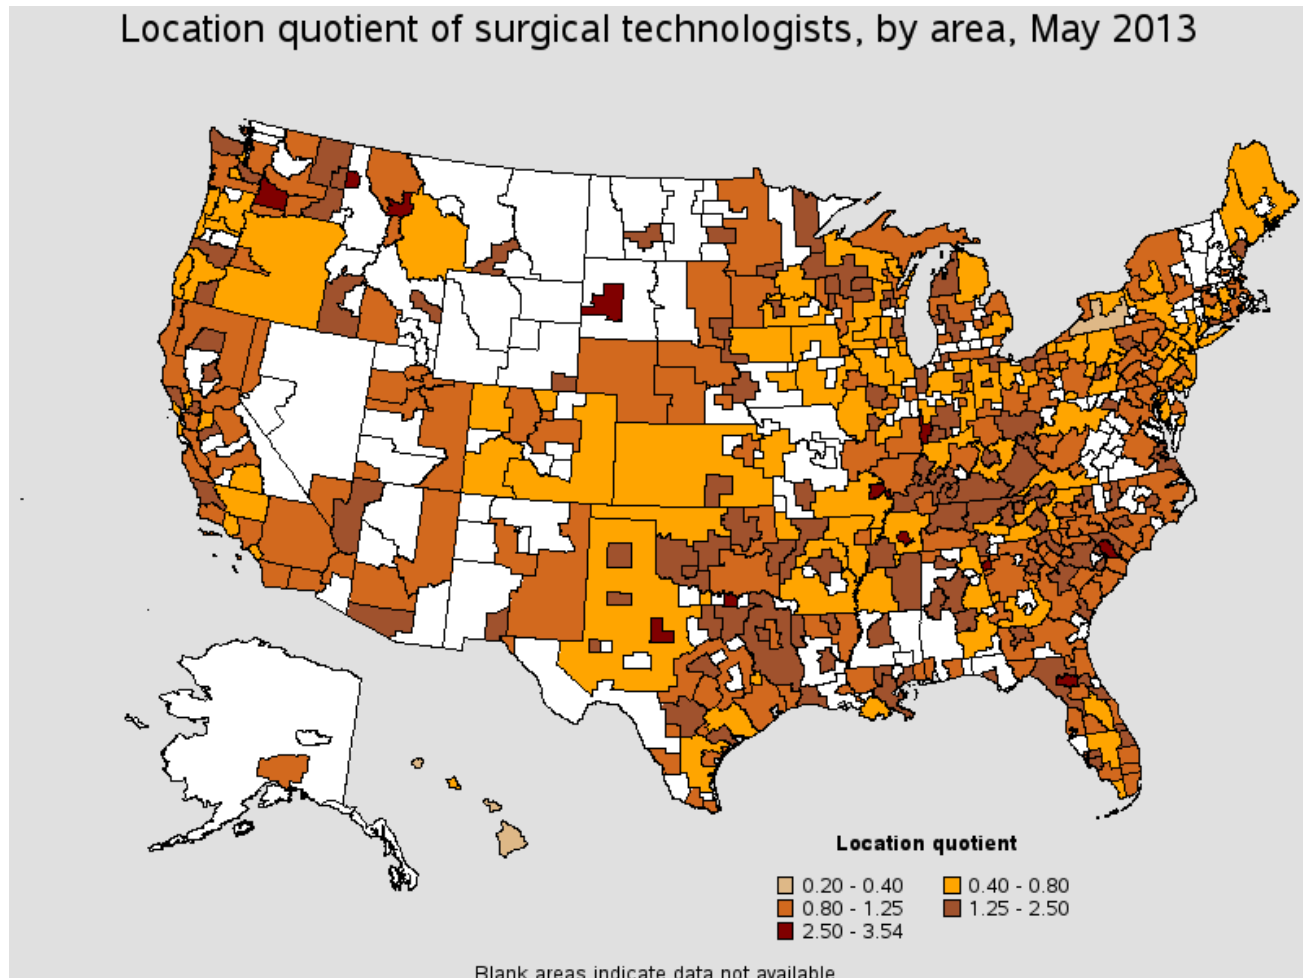 Location quotient of surgical technologists, by area, May 2013
Location quotient
0.20 - 0.40
0.40 - 0.80
0.80 - 1.25
1.25 - 2.50
2.50 - 3.54
Blank areas indicate data not available